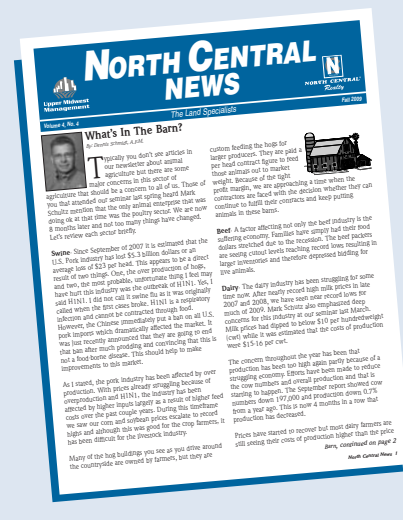 NORTH CENTRAL
NEWS
Upper Midwest
Management
NORTH CENTRAL
Realty
Volume 4, No. 4
The Land Specialists
Fall 2009
What's In The Barn?
By: Dennis Schmidt, A.F.M.
Typically you don't see articles in
our newsletter about animal
agriculture but there are some
major concerns in this sector of
agriculture that should be a concern to all of us. Those of
you that attended our seminar last spring heard Mark
Schultz mention that the only animal enterprise that was
doing ok at that time was the poultry sector. We are now
8 months later and not too many things have changed.
Let's review each sector briefly.
Swine: Since September of 2007 it is estimated that the
U.S. Pork industry has lost $5.3 billion dollars or an
average loss of $23 per head. This appears to be a direct
result of two things. One, the over production of hogs,
and two, the most probable, unfortunate thing I feel may
have hurt this industry was the outbreak of H1N1. Yes, I
said H1N1. I did not call it swine flu as it was originally
called when the first cases broke. H1N1 is a respiratory
infection and cannot be contracted through food.
However, the Chinese immediately put a ban on all U.S.
pork imports which dramatically affected the market. It
was just recently announced that they are going to end
that ban after much prodding and convincing that this is
not a food-borne disease. This should help to make
improvements to this market.
As I stated, the pork industry has been affected by over
production. With prices already struggling because of
overproduction and H1N1, the industry has been
affected by higher inputs largely as a result of higher feed
costs over the past couple years. During this timeframe
we saw our corn and soybean prices escalate to record
highs and although this was good for the crop farmers, it
has been difficult for the livestock industry.
Many of the hog buildings you see as you drive around
the countryside are owned by farmers, but they are
custom feeding the hogs for
larger producers. They are paid a
per head contract figure to feed
those animals out to market
weight. Because of the tight
profit margin, we are approaching a time when the
contractors are faced with the decision whether they can
continue to fulfill their contracts and keep putting
animals in these barns.
Beef: A factor affecting not only the beef industry is the
suffering economy. Families have simply had their food
dollars stretched due to the recession. The beef packers
are seeing cutout levels reaching record lows resulting in
larger inventories and therefore depressed bidding for
live animals.
Dairy: The dairy industry has been struggling for some
time now. After nearly record high milk prices in late
2007 and 2008, we have seen near record lows for
much of 2009. Mark Schultz also emphasized deep
concerns for this industry at our seminar last March.
Milk prices had dipped to below $10 per hundredweight
(cwt) while it was estimated that the costs of production
were $15-16 per cwt.
The concern throughout the year has been that
production has been too high again partly because of a
struggling economy. Efforts have been made to reduce
the cow numbers and overall production and that is
starting to happen. The September report showed cow
numbers down 197,000 and production down 0.7%
from a year ago. This is now 4 months in a row that
production has decreased.
Prices have started to recover but most dairy farmers are
still seeing their costs of production higher than the price
Barn, continued on page 2
North Central News 1